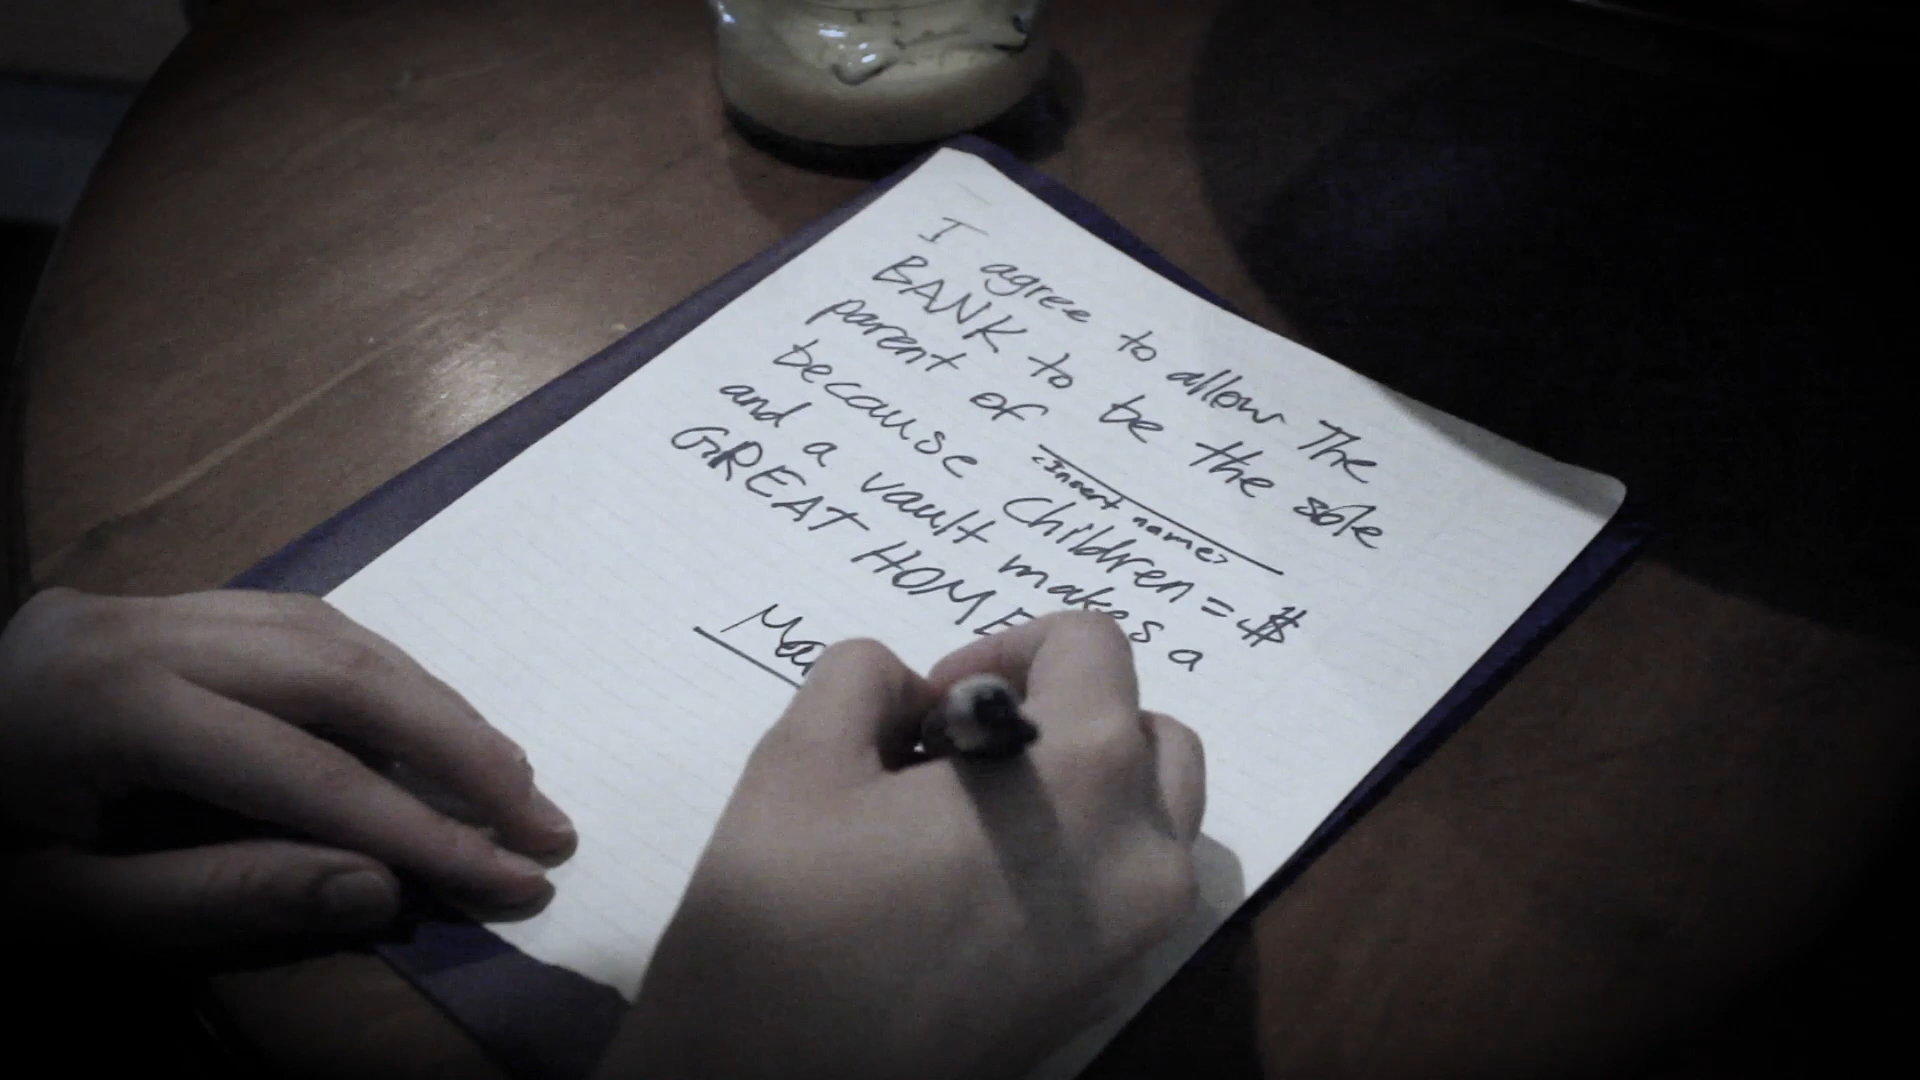 I agree to allow The
BANK to be the sole
parent of
<insert name>
because Children = $
and a vault makes a
GREAT HOME